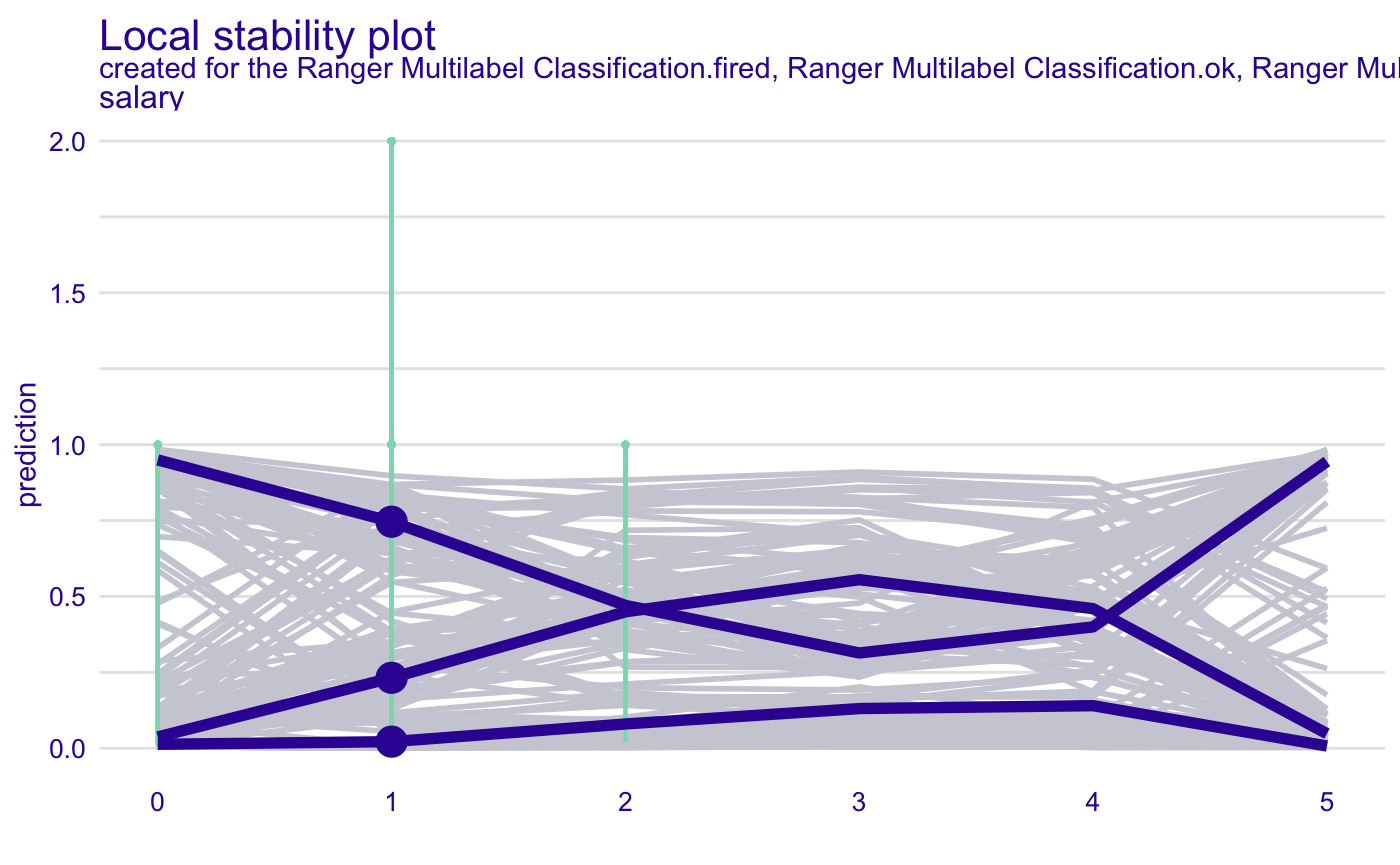 Local stability plot
created for the Ranger Multilabel Classification.fired, Ranger Multilabel Classification.ok, Ranger
salary
2.0
1.5
1.0
0.5
0.0
prediction
0 1 2 3 4 5